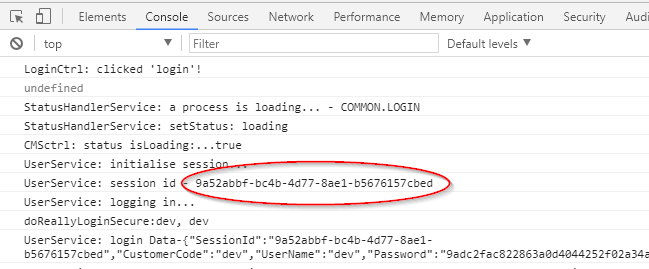 Elements Console Sources Network Performance Memory Application Security Audi
top Filter Default levels
LoginCtrl: clicked 'login'!
undefined
StatusHandlerService: a process is loading... - COMMON.LOGIN
StatusHandlerService: setStatus: loading
CMSctrl: status isLoading:...true
UserService: initialise session...
UserService: session id - 9a52abbf-bc4b-4d77-8ae1-b5676157cbed
UserService: logging in...
doReallyLoginSecure:dev, dev
UserService: login Data-{"SessionId":"9a52abbf-bc4b-4d77-8ae1-
b5676157cbed","CustomerCode":"dev","UserName":"dev","Password":"9adc2fac822863a0d4044252f02a34a